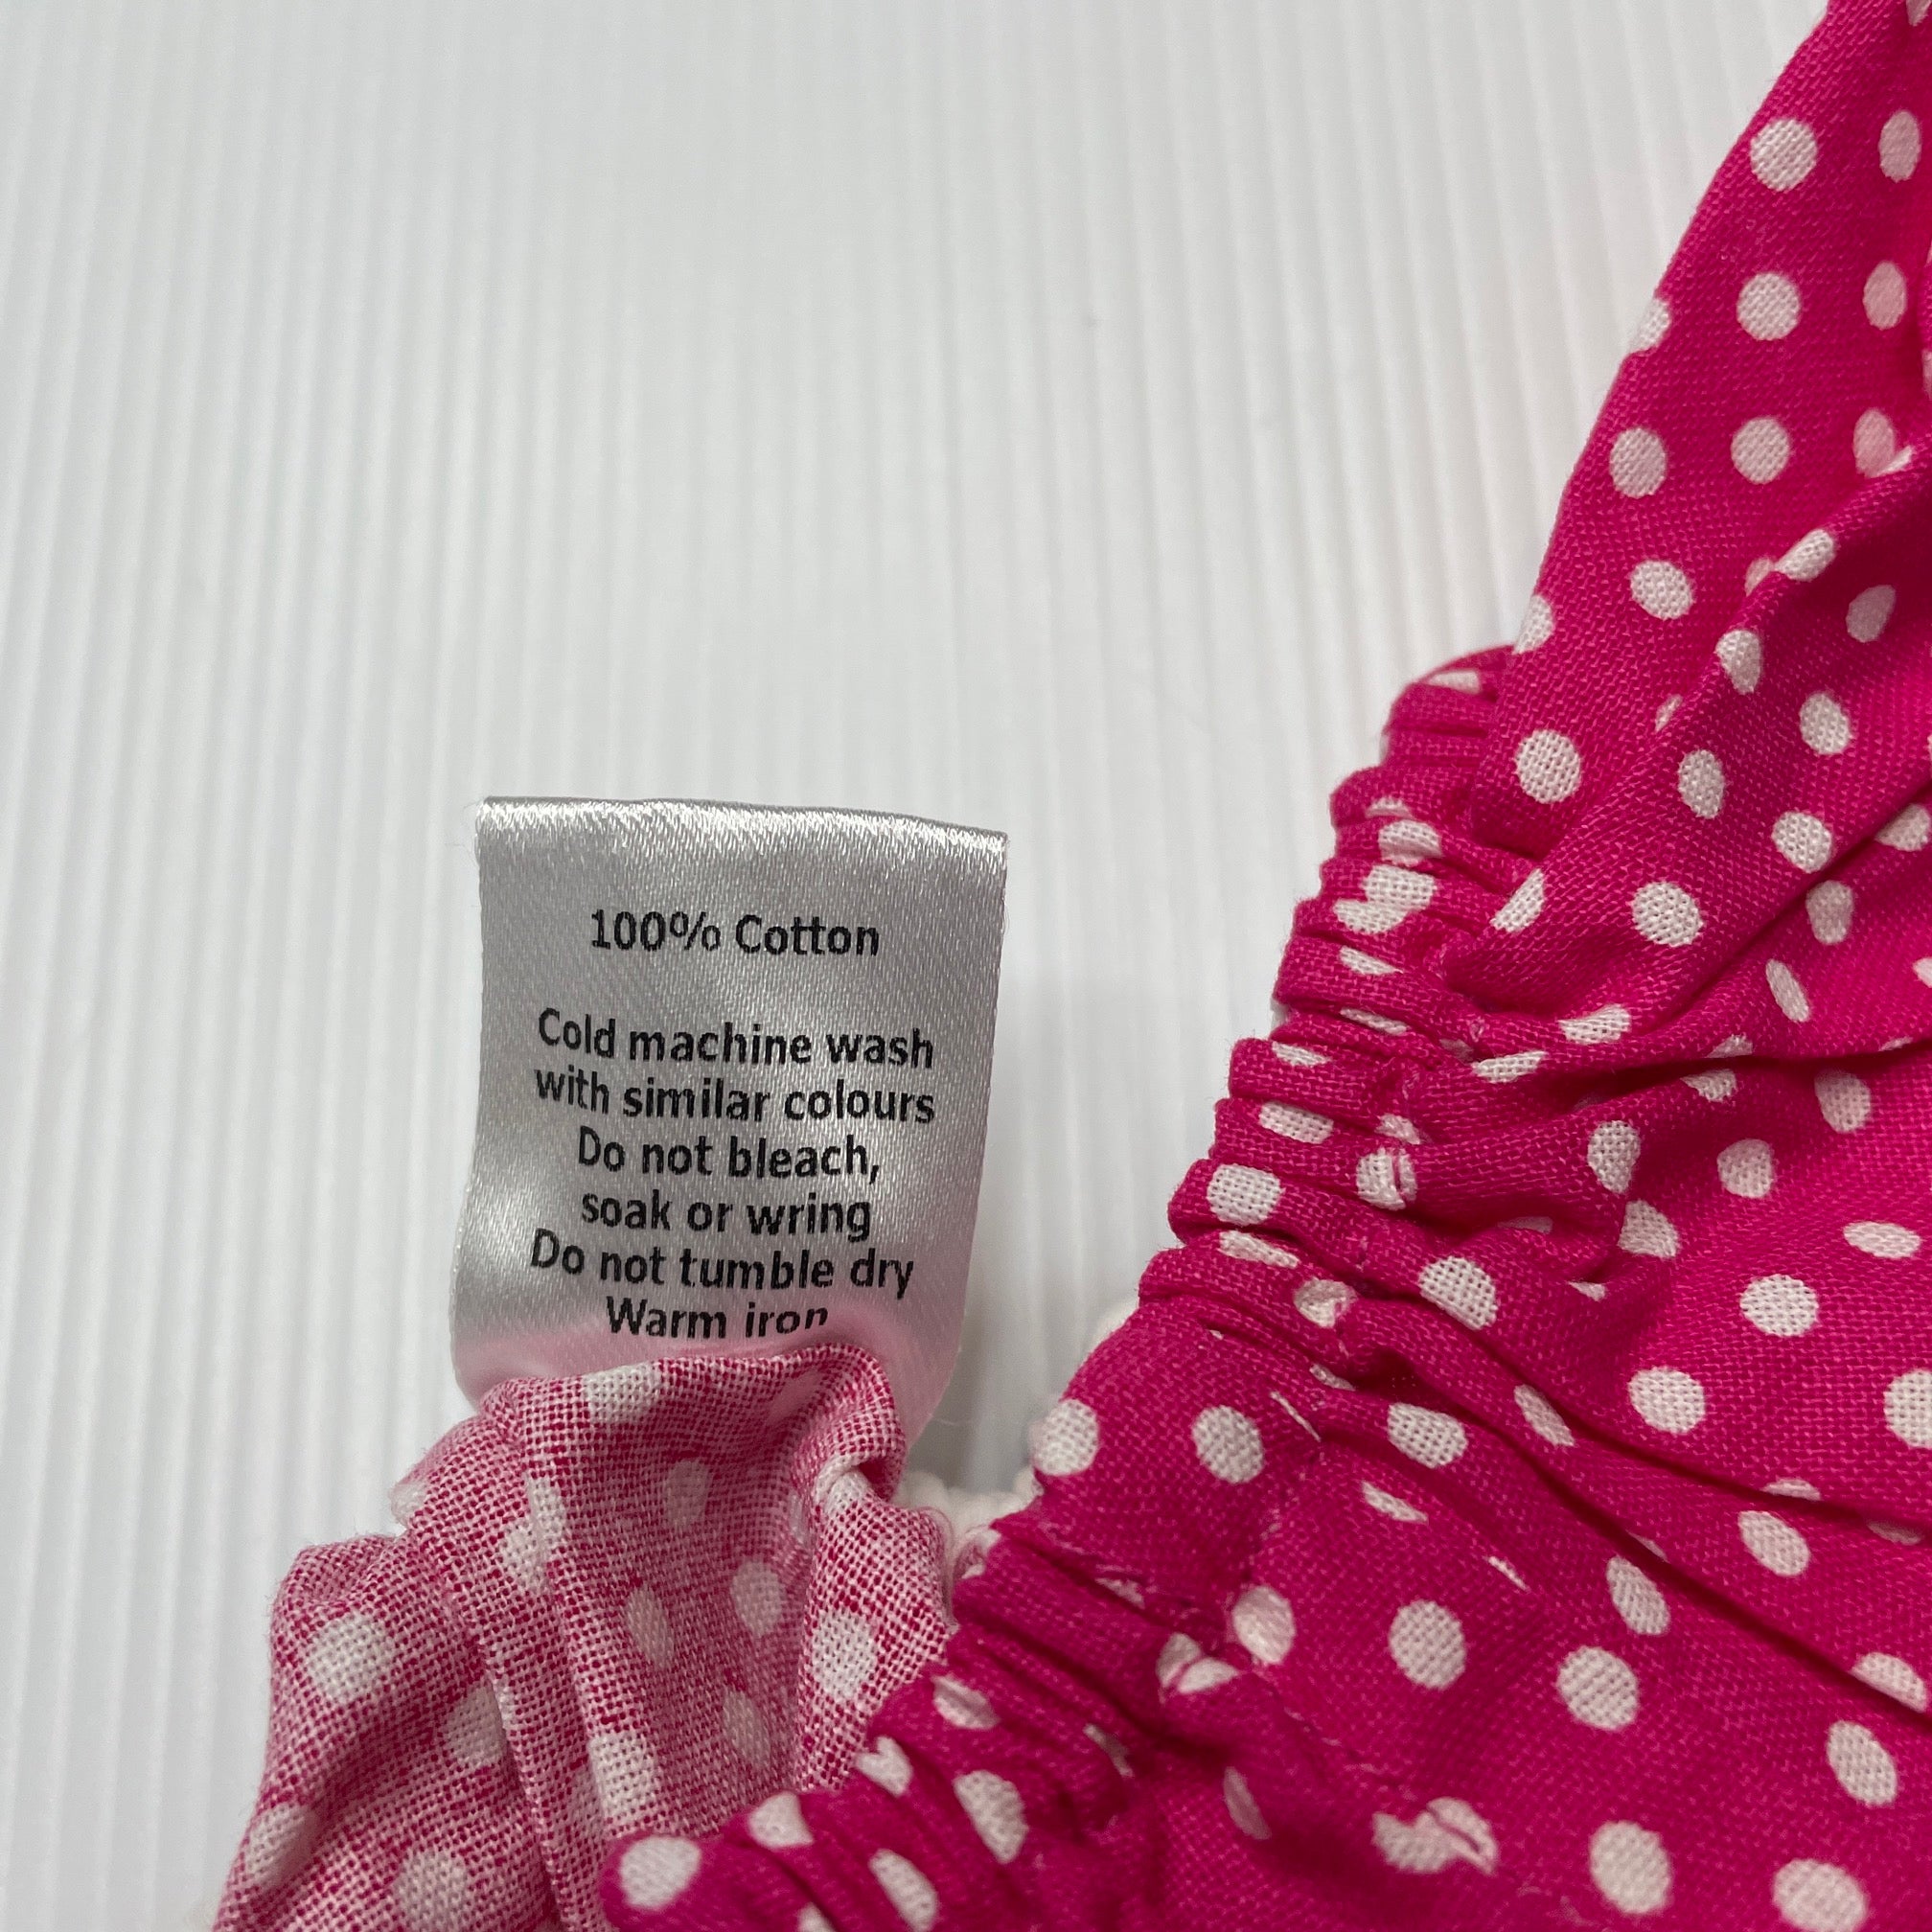 100% Cotton
Cold machine wash
with similar colours
Do not bleach,
soak or wring
Do not tumble dry
Warm iron